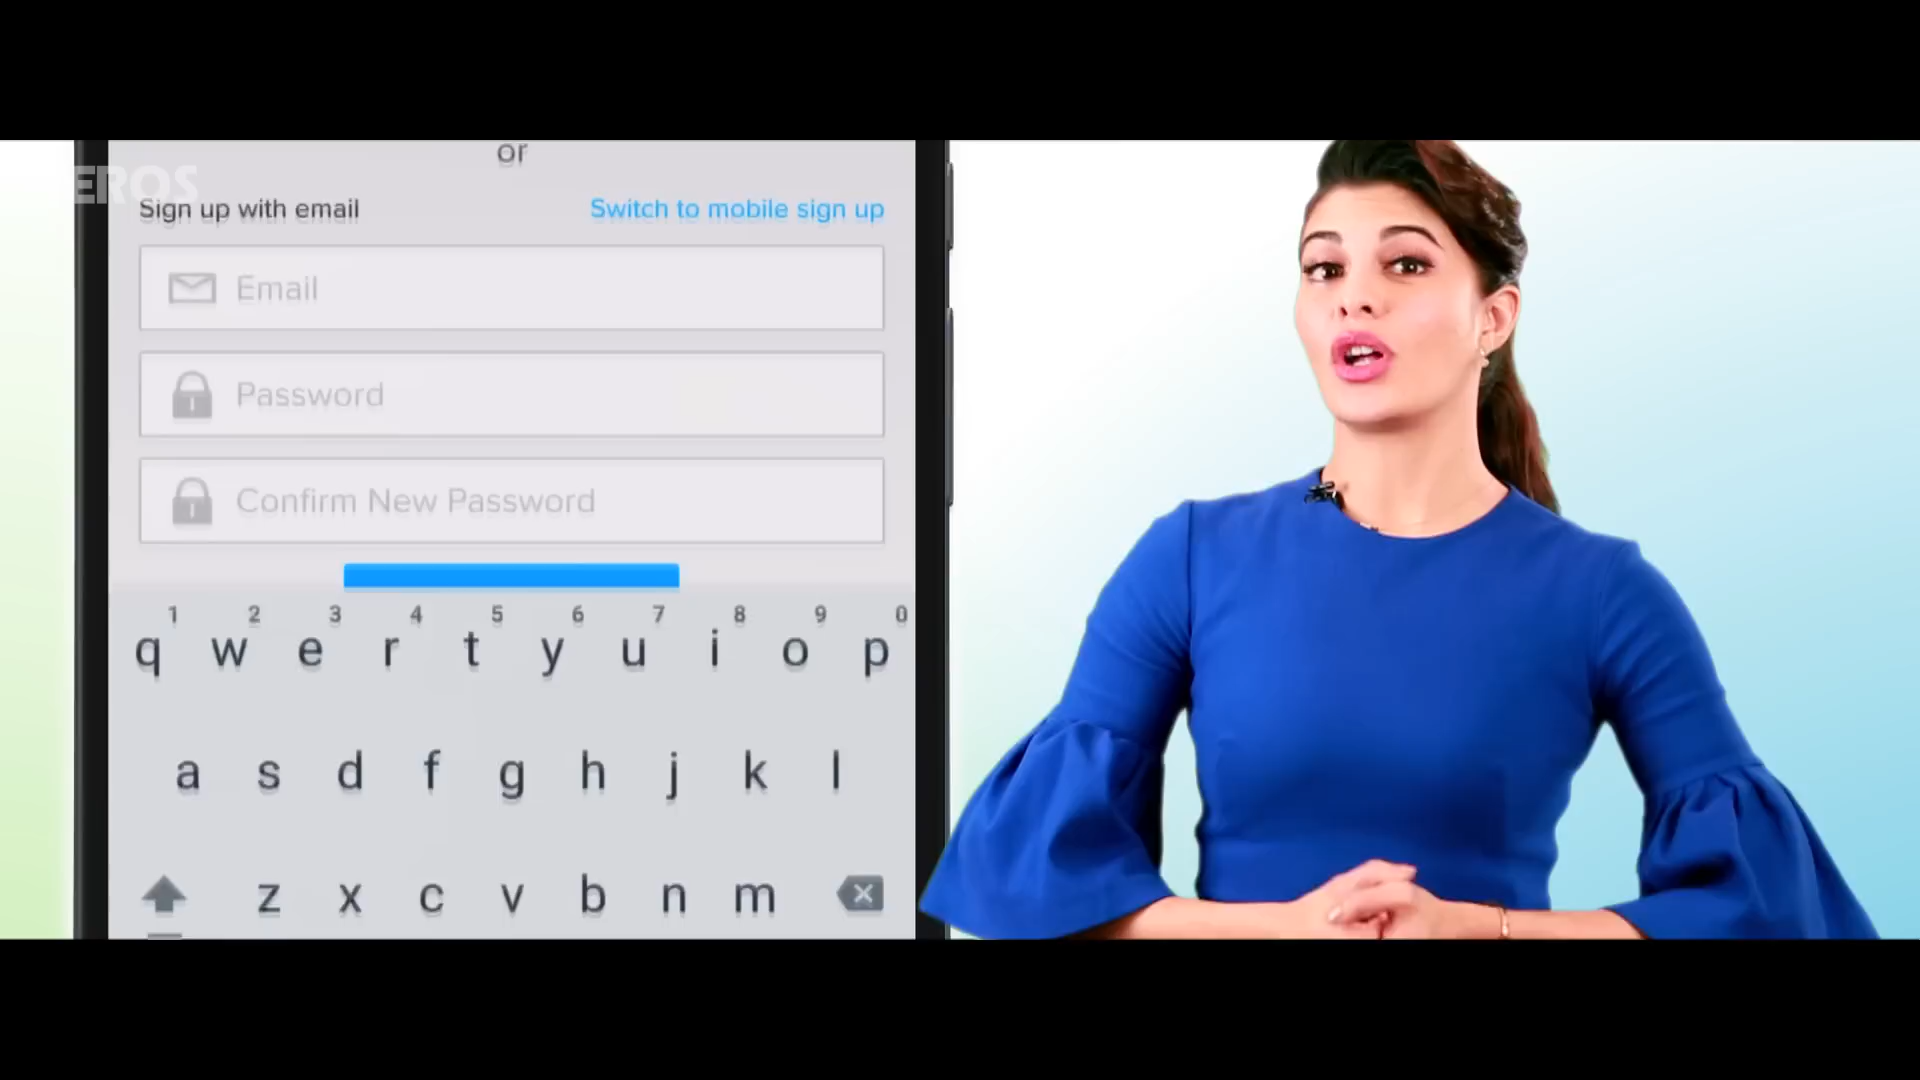 or
EROS
Sign up with email
Switch to mobile sign up
Email
Password
Confirm New Password
1 2 3 4 5 6 7 8 9 0
q w e r t y u i o p
a s d f g h j k l
z x c v b n m